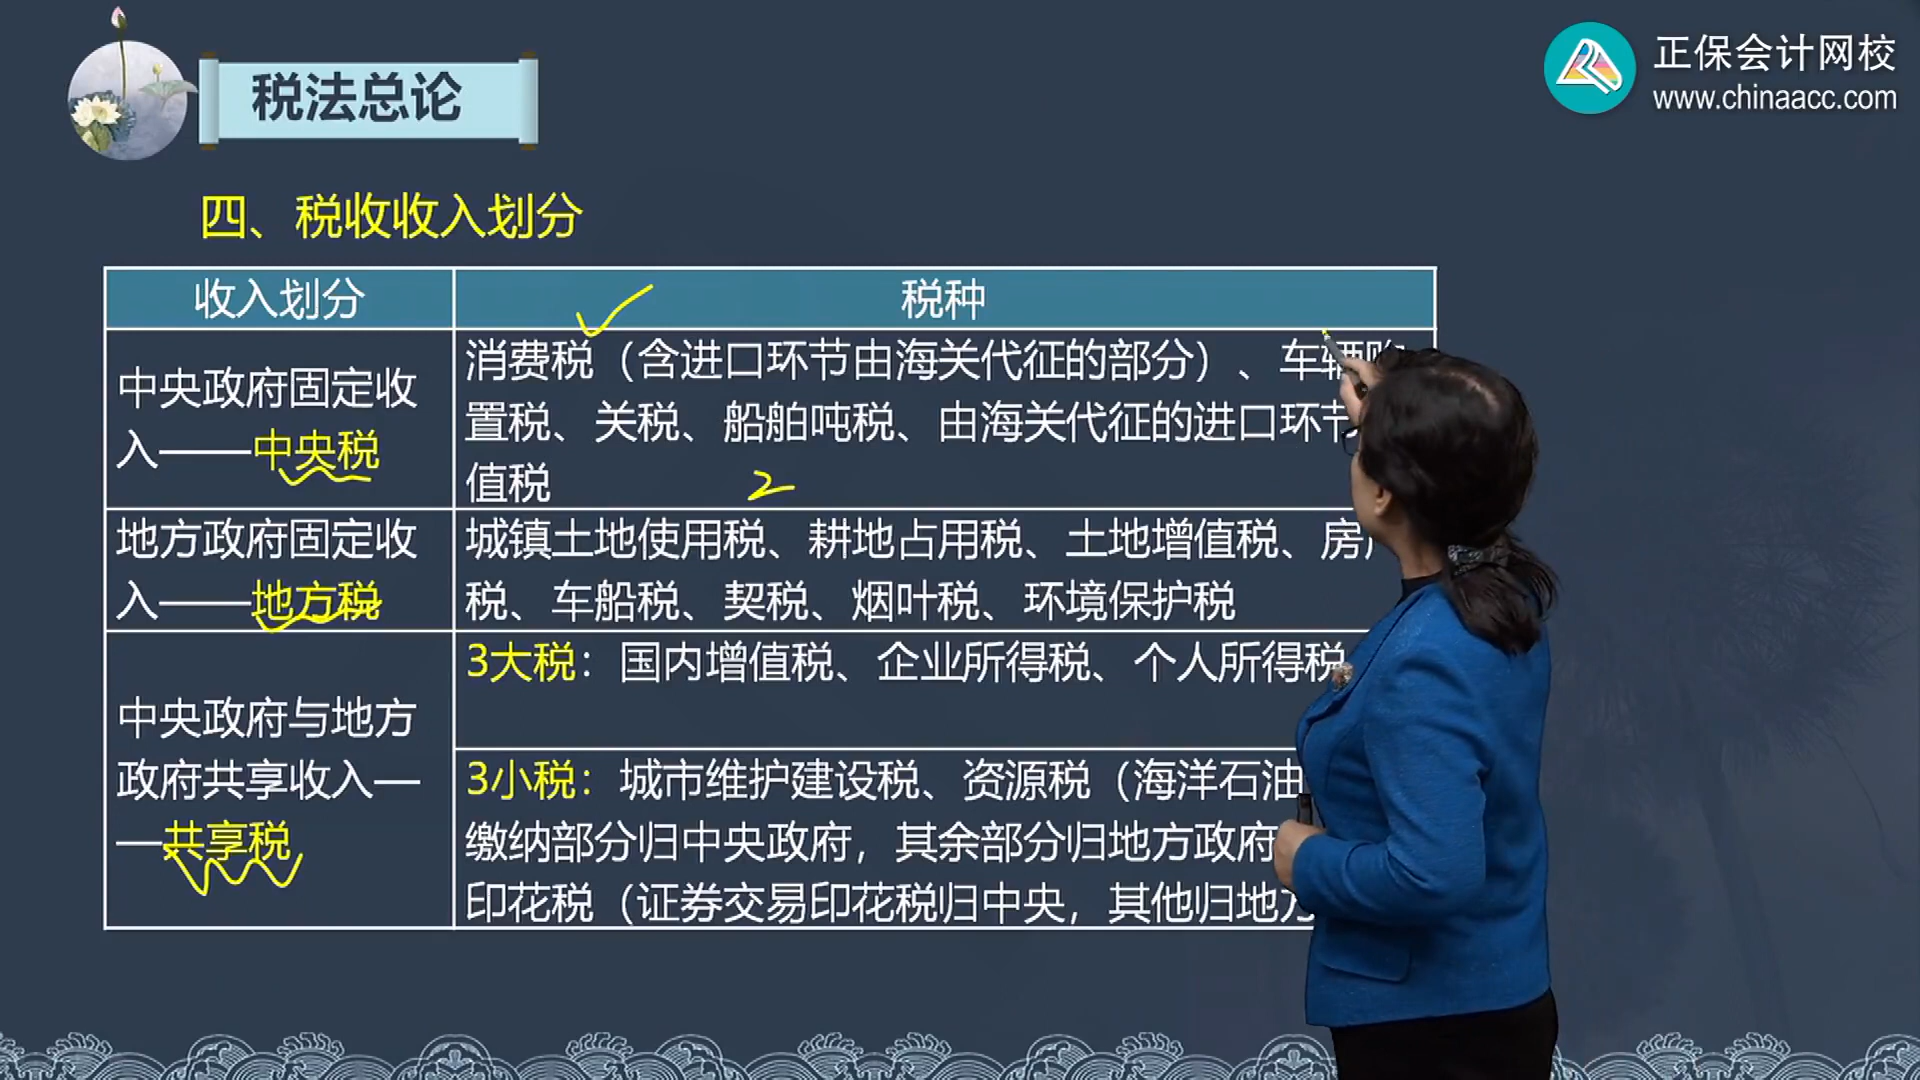 税法总论
正保会计网校
www.chinaacc.com
四、税收收入划分
收入划分
税种
中央政府固定收
入——中央税
消费税（含进口环节由海关代征的部分）、车辆购
置税、关税、船舶吨税、由海关代征的进口环节
值税
2
地方政府固定收
入——地方税
城镇土地使用税、耕地占用税、土地增值税、房
税、车船税、契税、烟叶税、环境保护税
中央政府与地方
政府共享收入—
—共享税
3大税：国内增值税、企业所得税、个人所得税
3小税：城市维护建设税、资源税（海洋石油
缴纳部分归中央政府，其余部分归地方政府
印花税（证券交易印花税归中央，其他归地